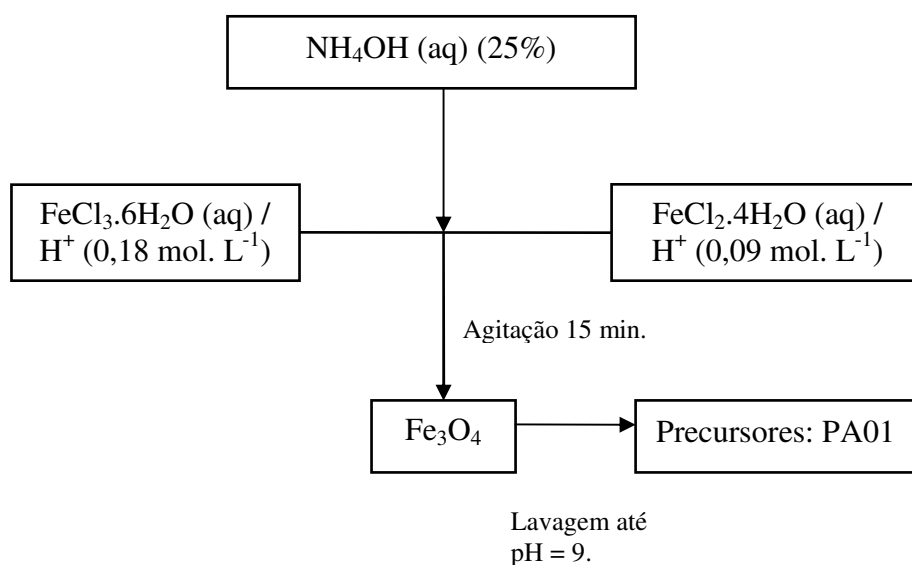 NH₄OH (aq) (25%)
FeCl₃.6H₂O (aq) /
H⁺ (0,18 mol. L⁻¹)
FeCl₂.4H₂O (aq) /
H⁺ (0,09 mol. L⁻¹)
Agitação 15 min.
Fe₃O₄
Precursores: PA01
Lavagem até
pH = 9.